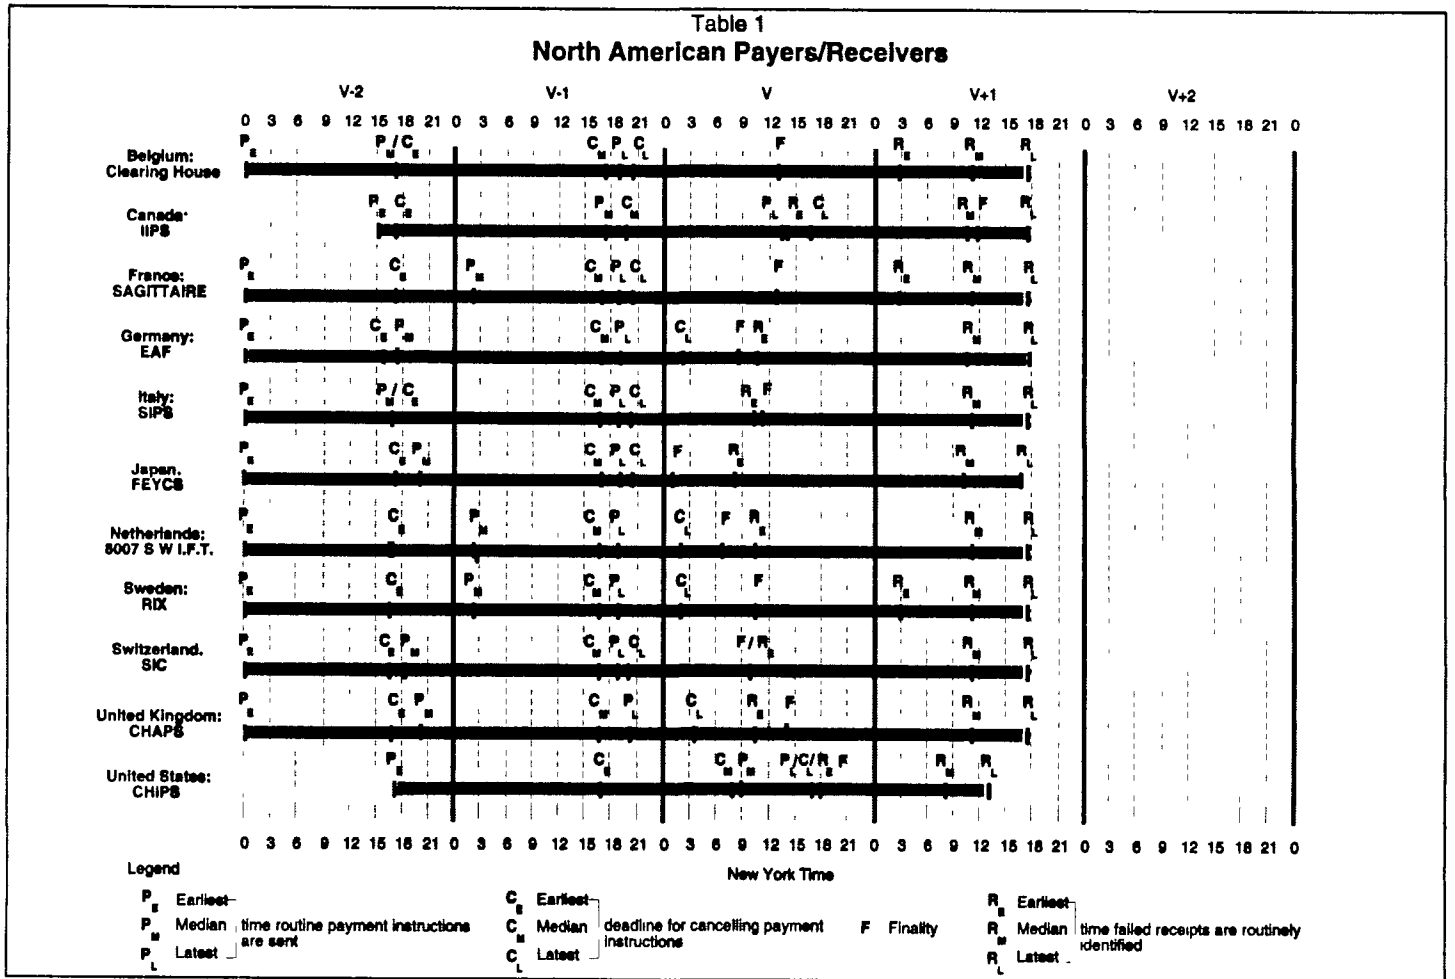 Table 1
North American Payers/Receivers
V-2 V-1 V V+1 V+2
0 3 6 9 12 15 18 21 0 3 6 9 12 15 18 21 0 3 6 9 12 15 18 21 0 3 6 9 12 15 18 21 0 3 6 9 12 15 18 21 0
Belgium:
Clearing House
P E P M / C E C M P L C L F R E R M R L
Canada:
IIPS
R E C E P M C M P L R E C L R M F R L
France:
SAGITTAIRE
P E C E P M C M P L C L F R E R M R L
Germany:
EAF
P E C E P M C M P L C L F R E R M R L
Italy:
SIPS
P E P M / C E C M P L C L R E F R M R L
Japan.
FEYCS
P E C E P M C M P L C L F R E R M R L
Netherlands:
8007 S W I.F.T.
P E C E P M C M P L C L F R E R M R L
Sweden:
RIX
P E C E P M C M P L C L F R E R M R L
Switzerland.
SIC
P E C E P M C M P L C L F / R E R M R L
United Kingdom:
CHAPS
P E C E P M C M P L C L R E F R M R L
United States:
CHIPS
P E C E C M P M P L / C L / R E F R M R L
0 3 6 9 12 15 18 21 0 3 6 9 12 15 18 21 0 3 6 9 12 15 18 21 0 3 6 9 12 15 18 21 0 3 6 9 12 15 18 21 0
New York Time
Legend
P E Earliest
P M Median time routine payment instructions
are sent
P L Latest
C E Earliest
C M Median deadline for cancelling payment
instructions
C L Latest
F Finality
R E Earliest
R M Median time failed receipts are routinely
identified
R L Latest